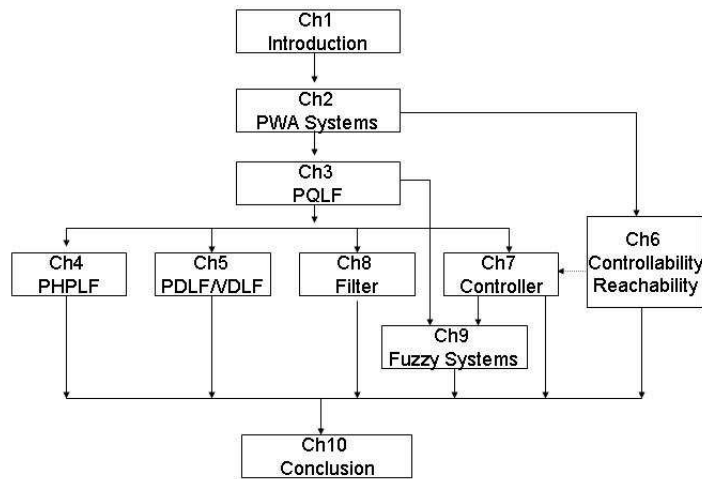 Ch1
Introduction
Ch2
PWA Systems
Ch3
PQLF
Ch4
PHPLF
Ch5
PDLF/VDLF
Ch8
Filter
Ch7
Controller
Ch6
Controllability
Reachability
Ch9
Fuzzy Systems
Ch10
Conclusion